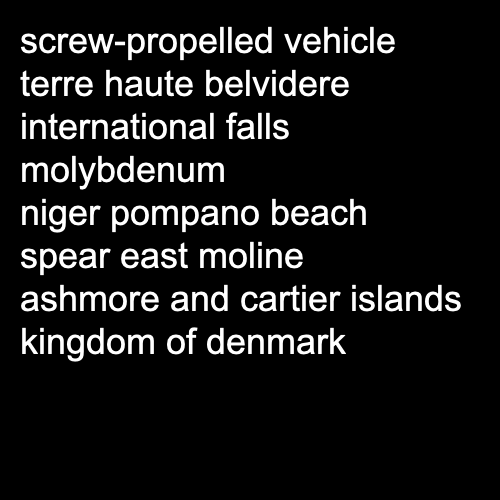 screw-propelled vehicle
terre haute belvidere
international falls
molybdenum
niger pompano beach
spear east moline
ashmore and cartier islands
kingdom of denmark